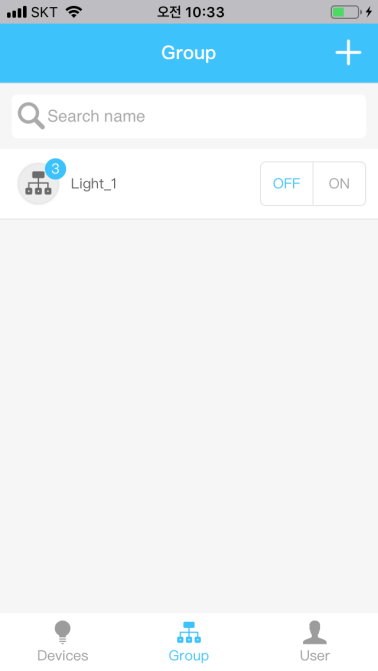 SKT 오전 10:33
Group
Search name
3
Light_1 OFF ON
Devices Group User